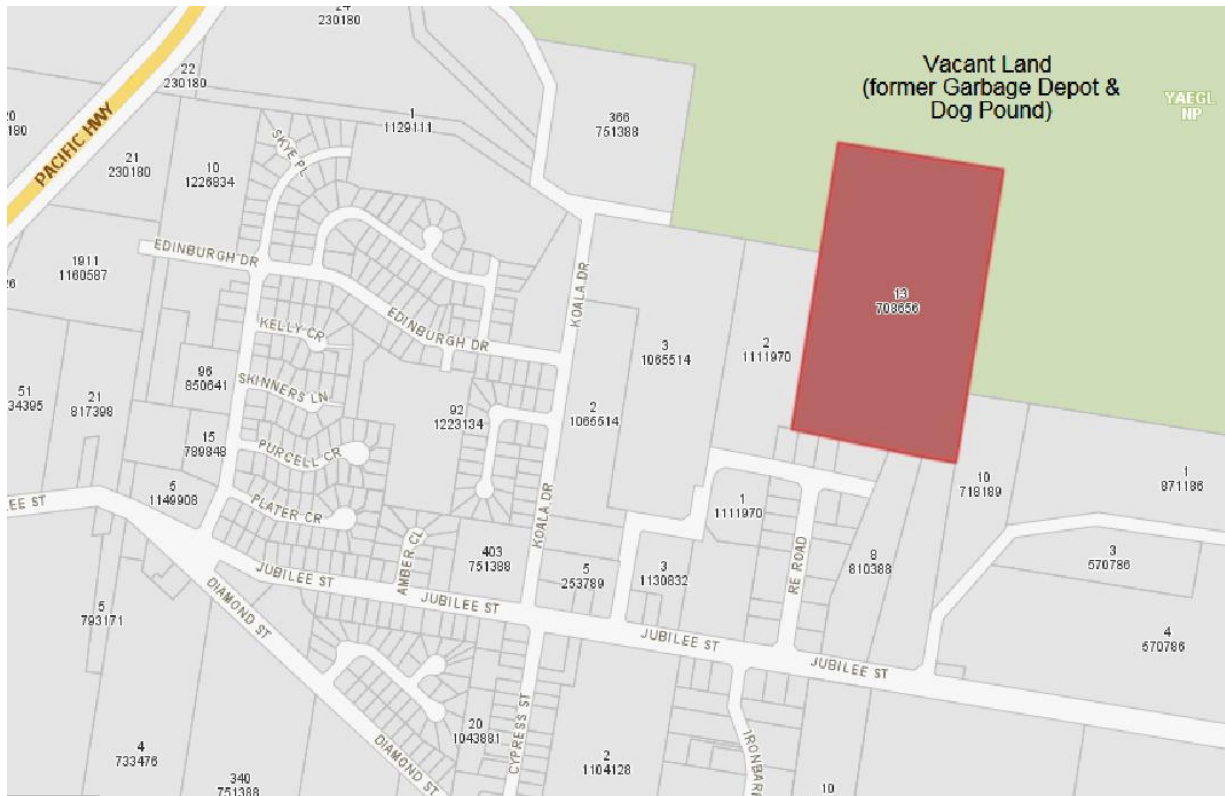 24
230180
22
230180
20
180
PACIFIC HWY
21
230180
10
1226834
1
1129111
366
751388
Vacant Land
(former Garbage Depot &
Dog Pound)
YAEGL
NP
SKYE PL
1911
1160587
26
EDINBURGH DR
EDINBURGH DR
KOALA DR
13
708656
KELLY CR
3
1065514
2
1111970
96
850641
SKINNERS LN
51
34395
21
817398
92
1223134
2
1065514
15
789848
PURCELL CR
5
1149908
PLATER CR
LEE ST
KOALA DR
1
1111970
10
718189
1
971186
AMBER CL
403
751388
5
253789
3
1130832
RE ROAD
8
810388
3
570786
JUBILEE ST
JUBILEE ST
JUBILEE ST
JUBILEE ST
5
793171
DIAMOND ST
4
570786
20
1043881
CYPRESS ST
4
733476
340
751388
DIAMOND ST
2
1104128
IRONBARK
10